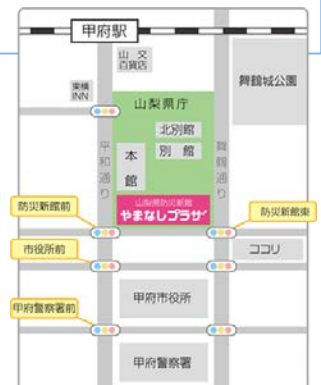 甲府駅
山交
百貨店
舞鶴城公園
東横
INN
山梨県庁
北別館
別館
本館
平和通り
舞鶴通り
山梨県防災新館
やまなしプラザ
防災新館前
防災新館東
市役所前
ココリ
甲府市役所
甲府警察署前
甲府警察署